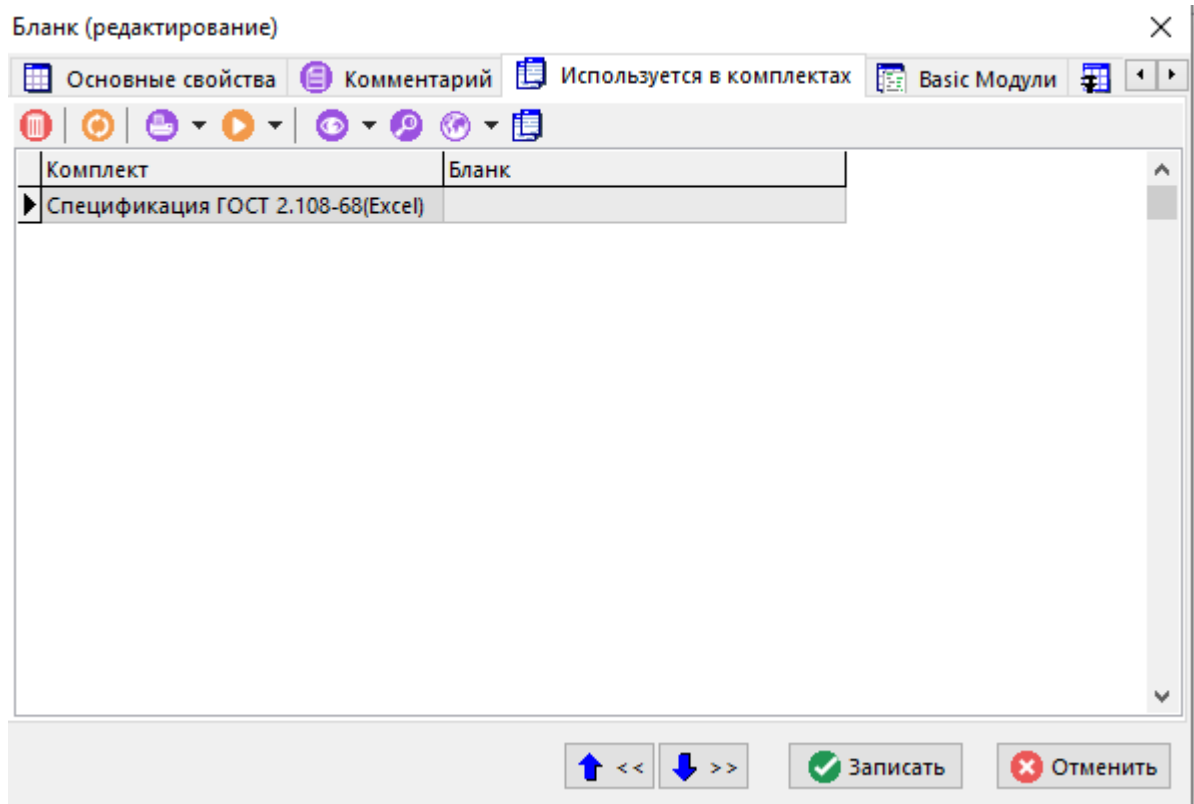 Бланк (редактирование)
Основные свойства Комментарий Используется в комплектах Basic Модули
Комплект Бланк
Спецификация ГОСТ 2.108-68(Excel)
<< >> Записать Отменить